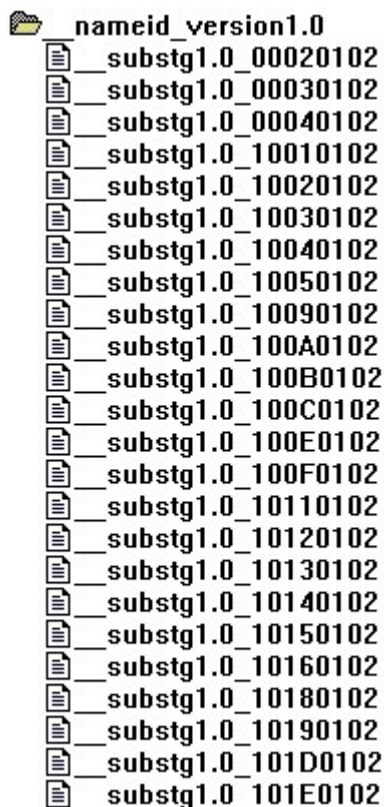 __nameid_version1.0
__substg1.0_00020102
__substg1.0_00030102
__substg1.0_00040102
__substg1.0_10010102
__substg1.0_10020102
__substg1.0_10030102
__substg1.0_10040102
__substg1.0_10050102
__substg1.0_10090102
__substg1.0_100A0102
__substg1.0_100B0102
__substg1.0_100C0102
__substg1.0_100E0102
__substg1.0_100F0102
__substg1.0_10110102
__substg1.0_10120102
__substg1.0_10130102
__substg1.0_10140102
__substg1.0_10150102
__substg1.0_10160102
__substg1.0_10180102
__substg1.0_10190102
__substg1.0_101D0102
__substg1.0_101E0102